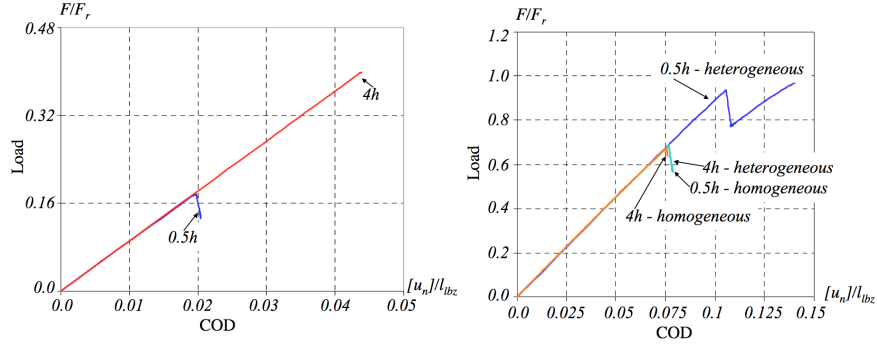 F/F_r
0.48
0.32
0.16
0.0
Load
4h
0.5h
0.0
0.01
0.02
0.03
0.04
0.05
[u_n]/l_lbz
COD
F/F_r
1.2
1.0
0.8
0.6
0.4
0.2
0.0
Load
0.5h - heterogeneous
4h - heterogeneous
0.5h - homogeneous
4h - homogeneous
0.0
0.025
0.05
0.075
0.1
0.125
0.15
[u_n]/l_lbz
COD